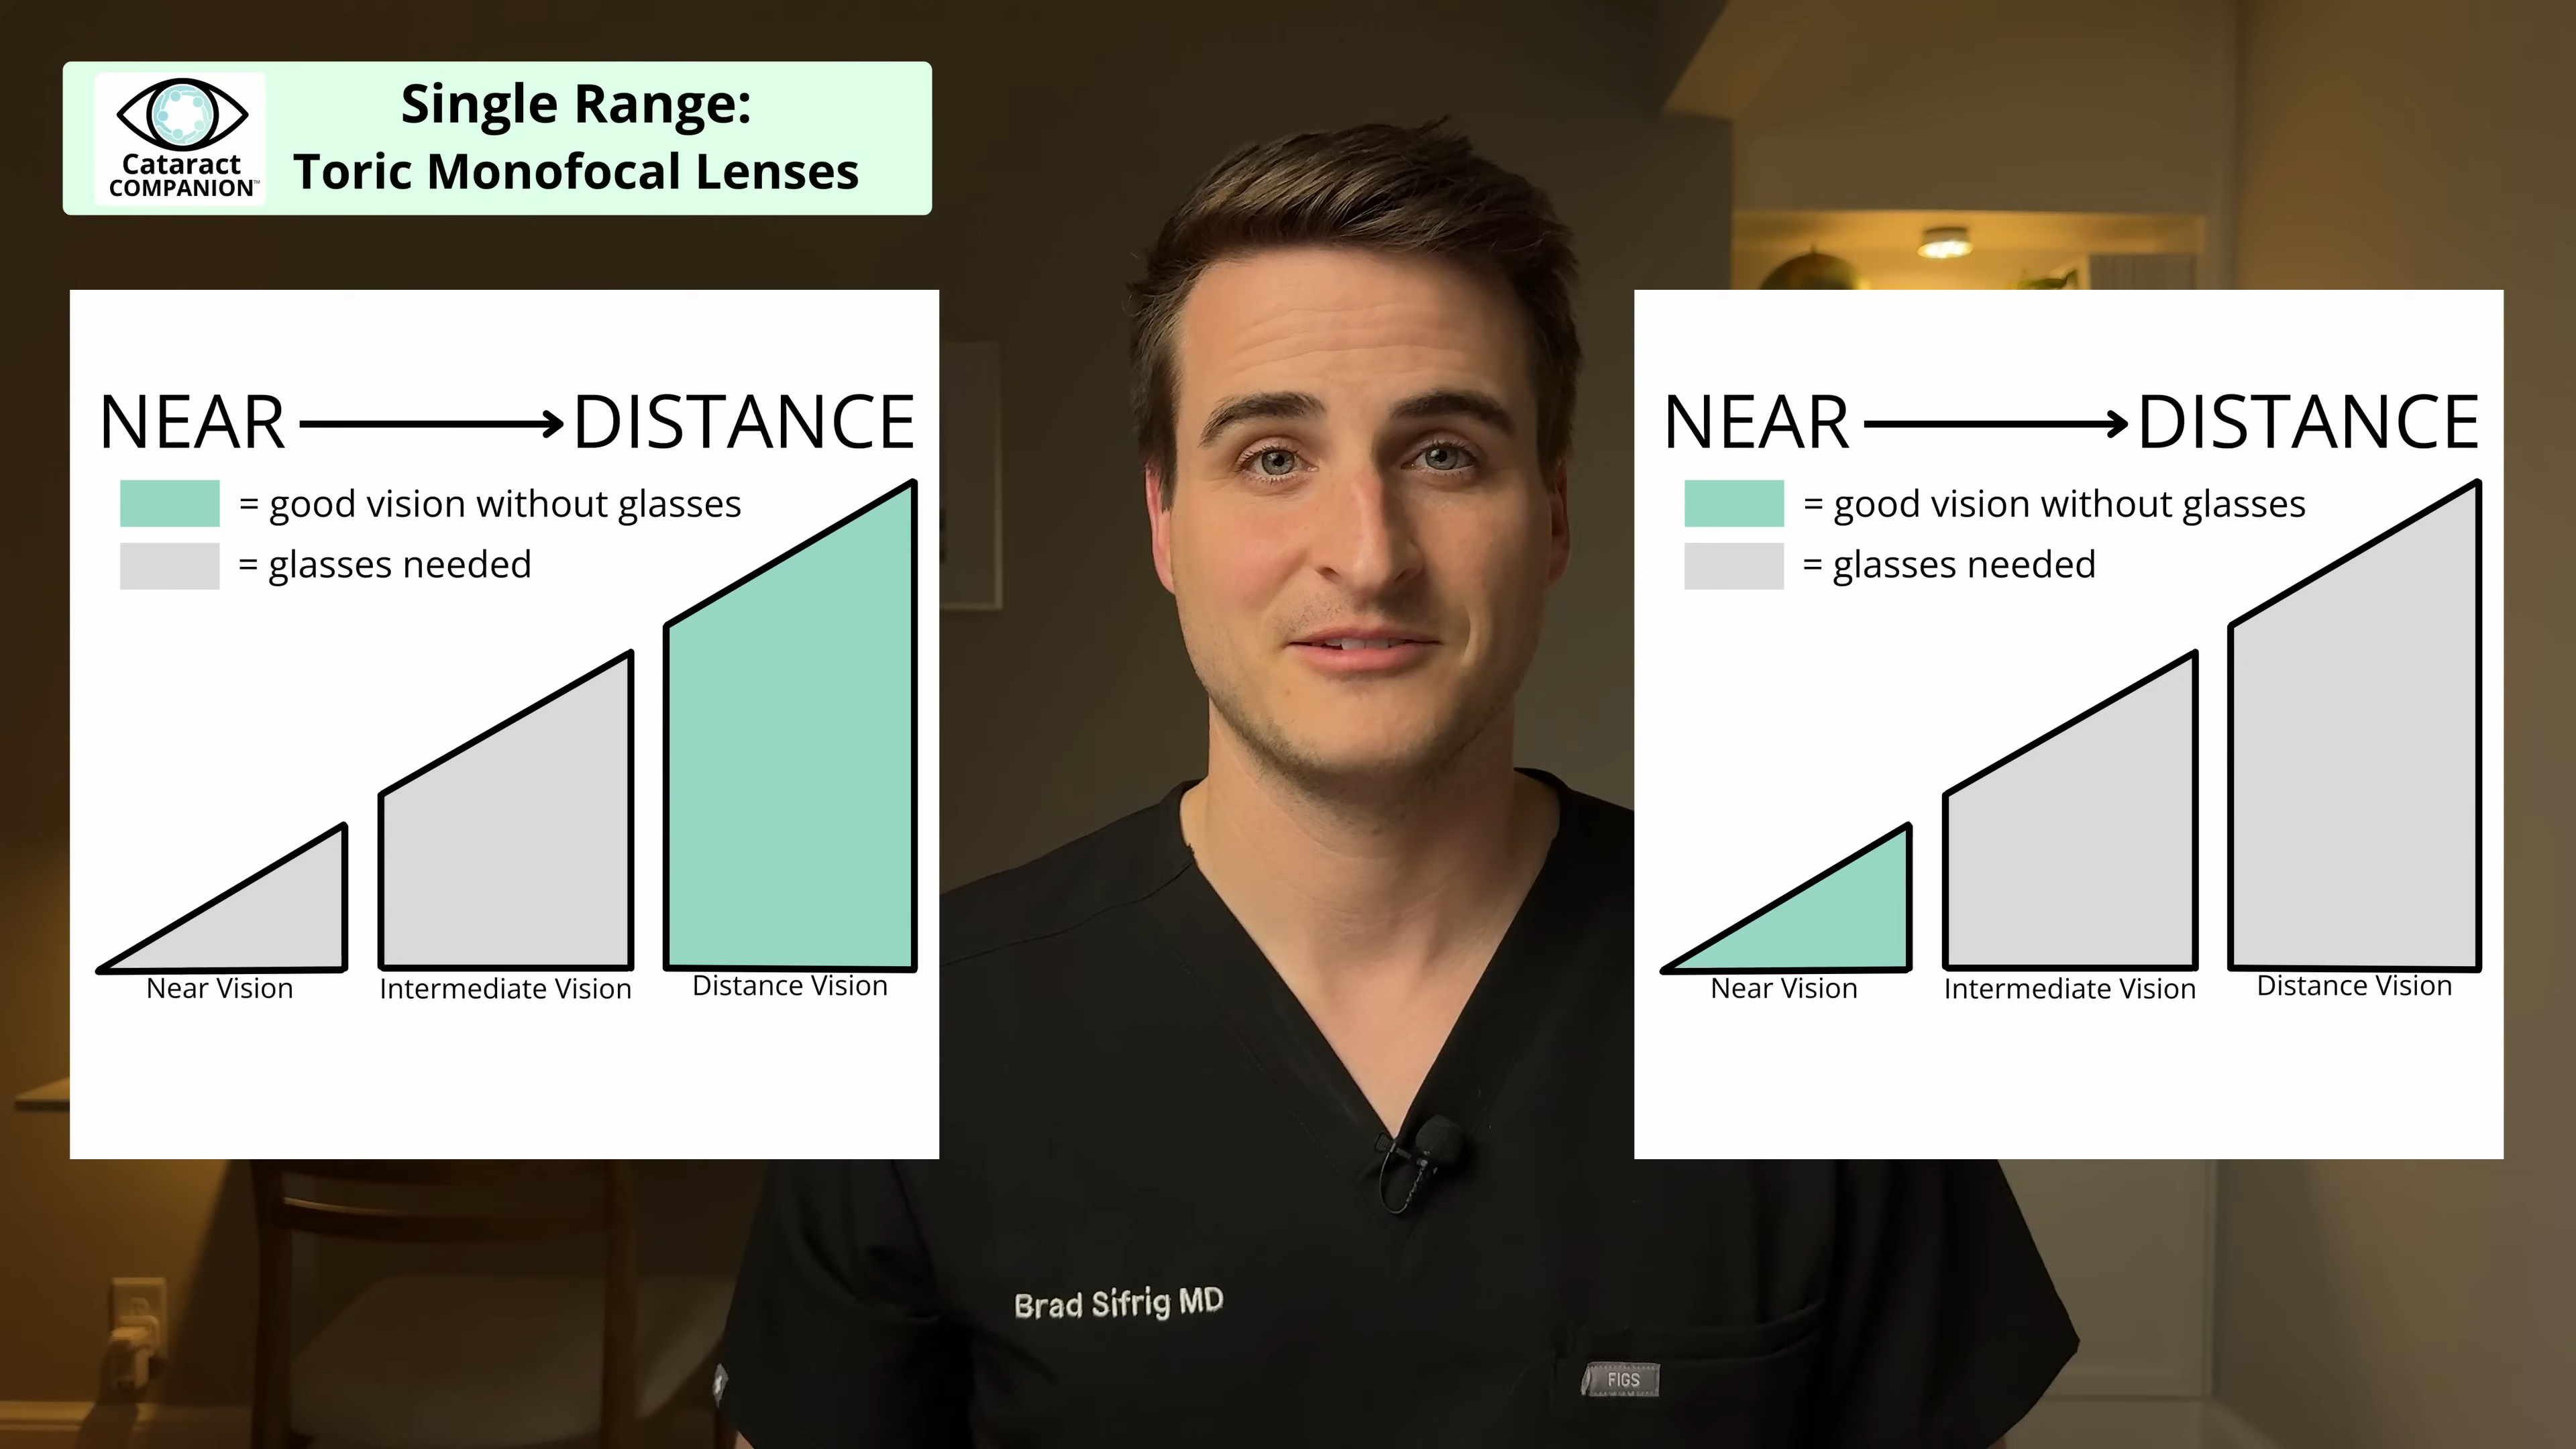 Cataract
COMPANION™
Single Range:
Toric Monofocal Lenses
NEAR DISTANCE
= good vision without glasses
= glasses needed
Near Vision
Intermediate Vision
Distance Vision
NEAR DISTANCE
= good vision without glasses
= glasses needed
Near Vision
Intermediate Vision
Distance Vision
Brad Sifrig MD
FIGS